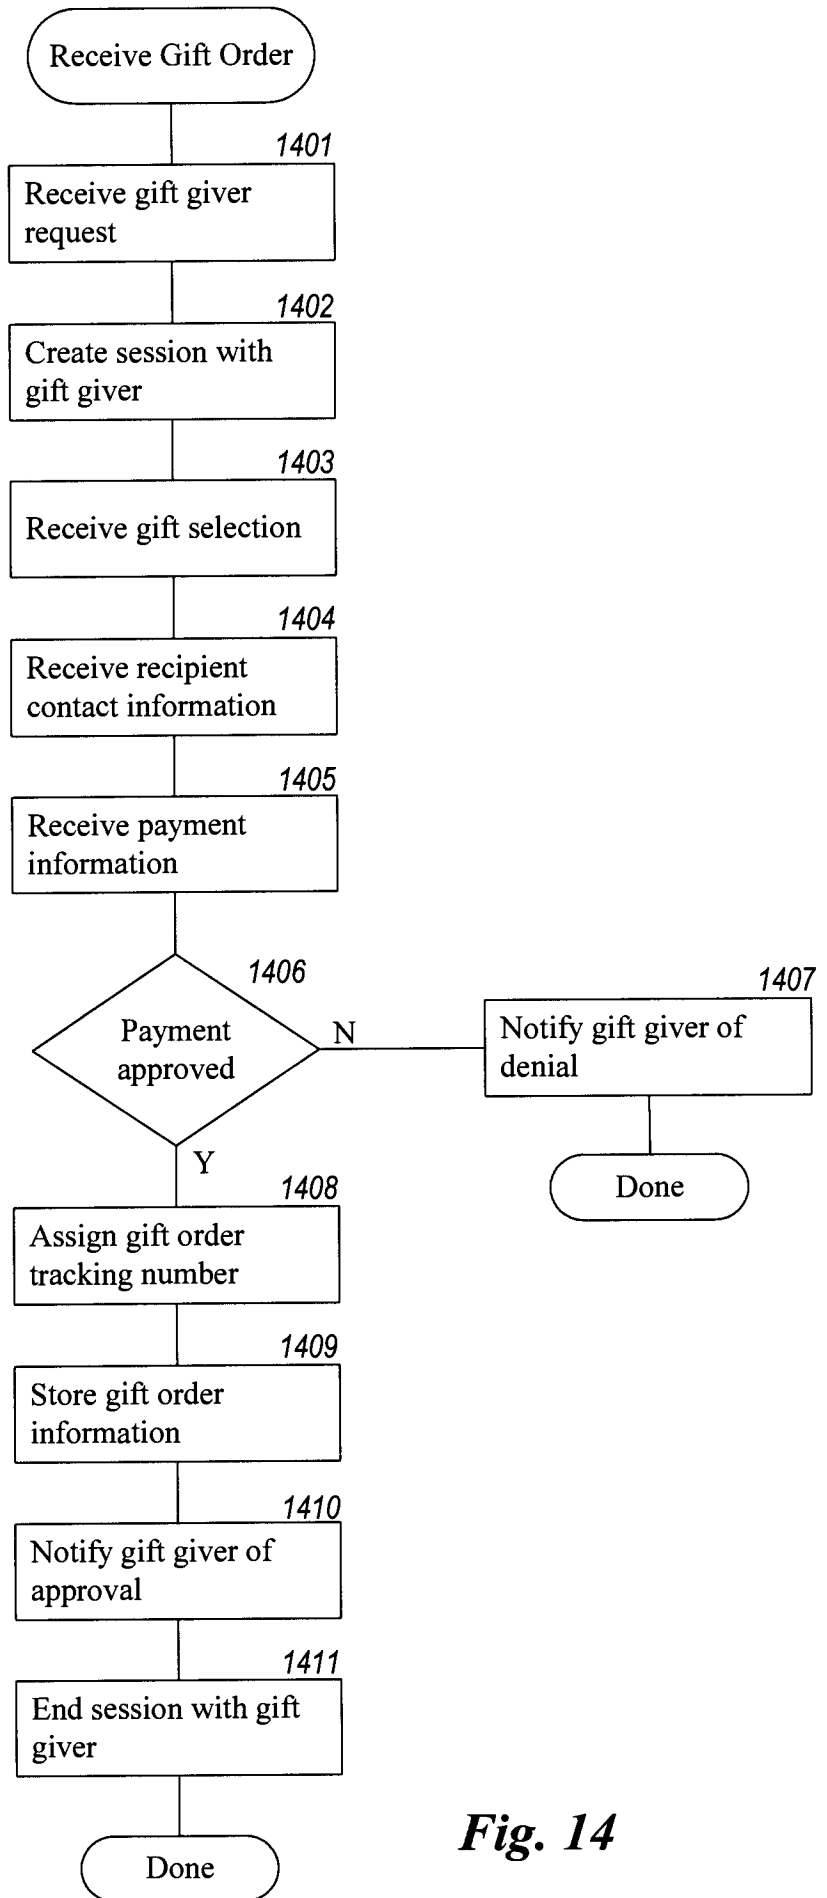 Receive Gift Order
1401
Receive gift giver
request
1402
Create session with
gift giver
1403
Receive gift selection
1404
Receive recipient
contact information
1405
Receive payment
information
1406
Payment
approved
N
1407
Notify gift giver of
denial
Done
Y
1408
Assign gift order
tracking number
1409
Store gift order
information
1410
Notify gift giver of
approval
1411
End session with gift
giver
Done
Fig. 14